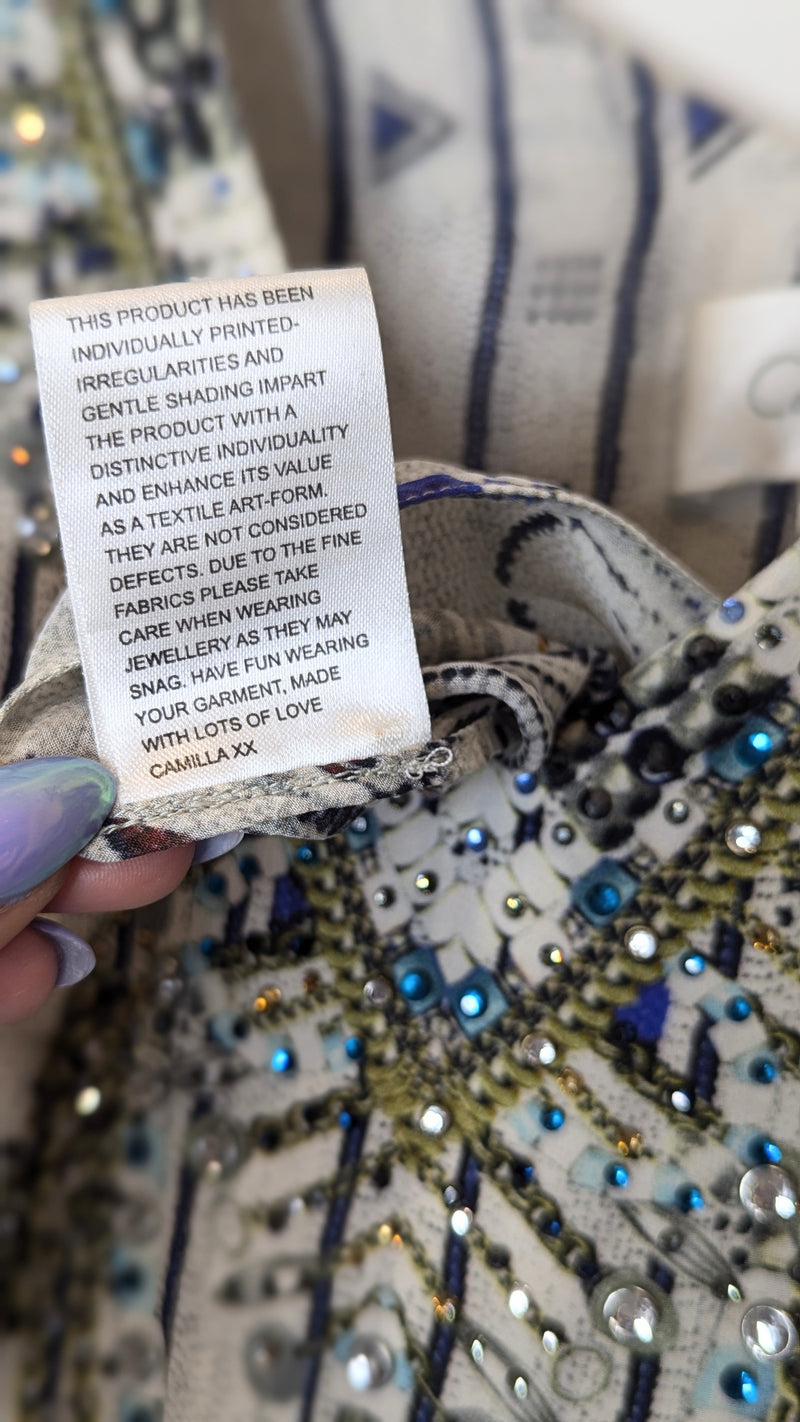 THIS PRODUCT HAS BEEN
INDIVIDUALLY PRINTED-
IRREGULARITIES AND
GENTLE SHADING IMPART
THE PRODUCT WITH A
DISTINCTIVE INDIVIDUALITY
AND ENHANCE ITS VALUE
AS A TEXTILE ART-FORM.
THEY ARE NOT CONSIDERED
DEFECTS. DUE TO THE FINE
FABRICS PLEASE TAKE
CARE WHEN WEARING
JEWELLERY AS THEY MAY
SNAG. HAVE FUN WEARING
YOUR GARMENT, MADE
WITH LOTS OF LOVE
CAMILLA XX